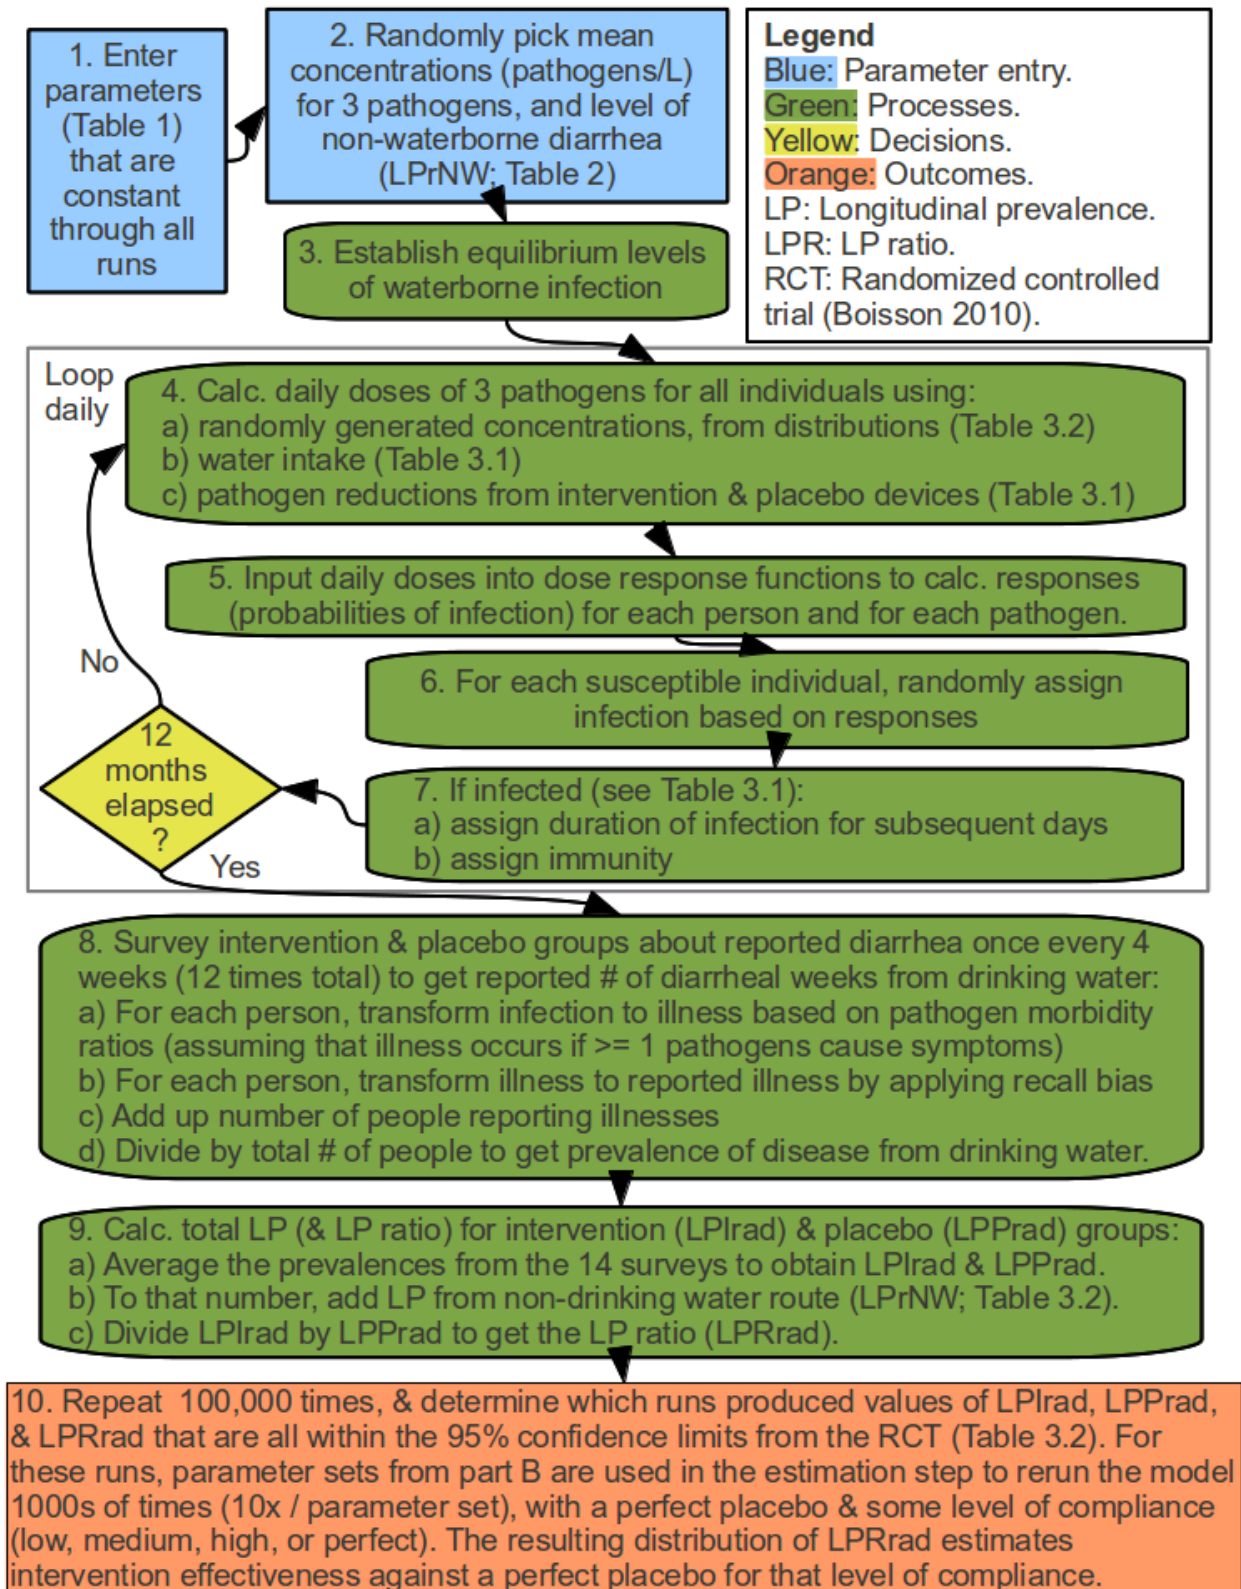 1. Enter
parameters
(Table 1)
that are
constant
through all
runs
2. Randomly pick mean
concentrations (pathogens/L)
for 3 pathogens, and level of
non-waterborne diarrhea
(LPrNW; Table 2)
Legend
Blue: Parameter entry.
Green: Processes.
Yellow: Decisions.
Orange: Outcomes.
LP: Longitudinal prevalence.
LPR: LP ratio.
RCT: Randomized controlled
trial (Boisson 2010).
3. Establish equilibrium levels
of waterborne infection
Loop
daily
4. Calc. daily doses of 3 pathogens for all individuals using:
a) randomly generated concentrations, from distributions (Table 3.2)
b) water intake (Table 3.1)
c) pathogen reductions from intervention & placebo devices (Table 3.1)
5. Input daily doses into dose response functions to calc. responses
(probabilities of infection) for each person and for each pathogen.
6. For each susceptible individual, randomly assign
infection based on responses
7. If infected (see Table 3.1):
a) assign duration of infection for subsequent days
b) assign immunity
No
12
months
elapsed
?
Yes
8. Survey intervention & placebo groups about reported diarrhea once every 4
weeks (12 times total) to get reported # of diarrheal weeks from drinking water:
a) For each person, transform infection to illness based on pathogen morbidity
ratios (assuming that illness occurs if >= 1 pathogens cause symptoms)
b) For each person, transform illness to reported illness by applying recall bias
c) Add up number of people reporting illnesses
d) Divide by total # of people to get prevalence of disease from drinking water.
9. Calc. total LP (& LP ratio) for intervention (LPIrad) & placebo (LPPrad) groups:
a) Average the prevalences from the 14 surveys to obtain LPIrad & LPPrad.
b) To that number, add LP from non-drinking water route (LPrNW; Table 3.2).
c) Divide LPIrad by LPPrad to get the LP ratio (LPRrad).
10. Repeat 100,000 times, & determine which runs produced values of LPIrad, LPPrad,
& LPRrad that are all within the 95% confidence limits from the RCT (Table 3.2). For
these runs, parameter sets from part B are used in the estimation step to rerun the model
1000s of times (10x / parameter set), with a perfect placebo & some level of compliance
(low, medium, high, or perfect). The resulting distribution of LPRrad estimates
intervention effectiveness against a perfect placebo for that level of compliance.